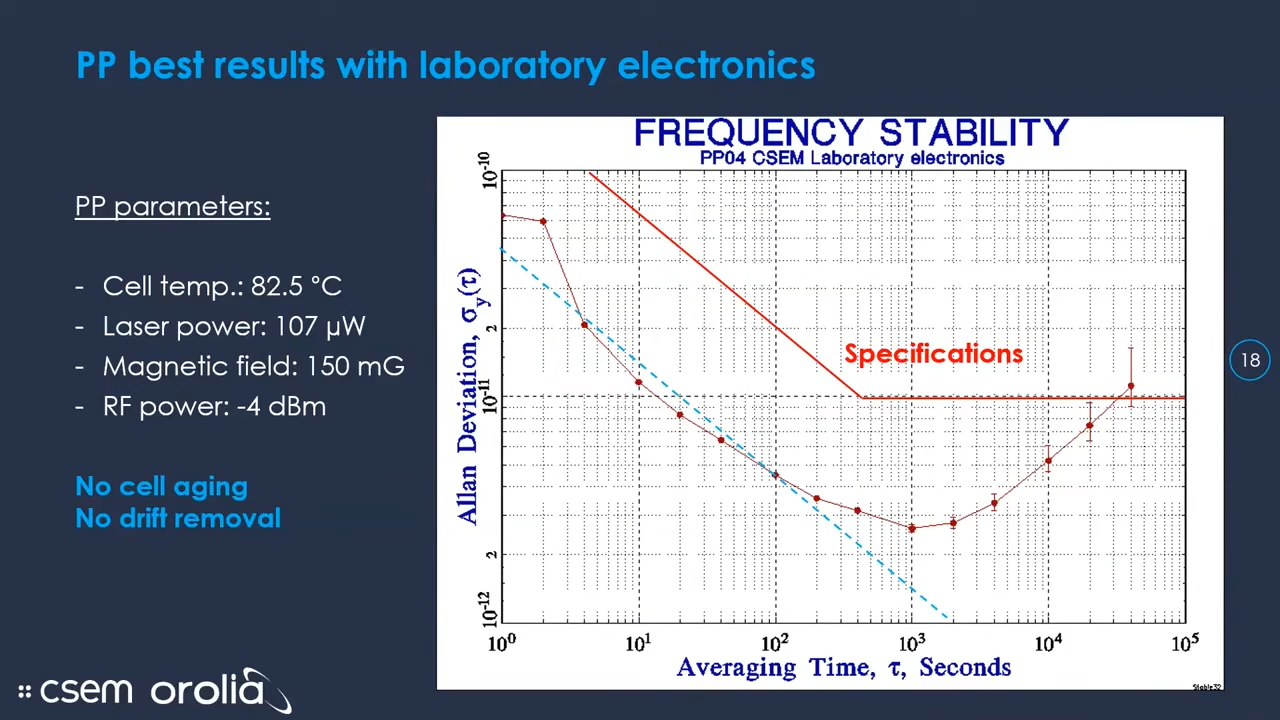 PP best results with laboratory electronics
PP parameters:
- Cell temp.: 82.5 °C
- Laser power: 107 µW
- Magnetic field: 150 mG
- RF power: -4 dBm
No cell aging
No drift removal
FREQUENCY STABILITY
PP04 CSEM Laboratory electronics
Allan Deviation, σy(τ)
10-10
2
10-11
2
10-12
Specifications
100 101 102 103 104 105
Averaging Time, τ, Seconds
Stable32
18
csem orolia